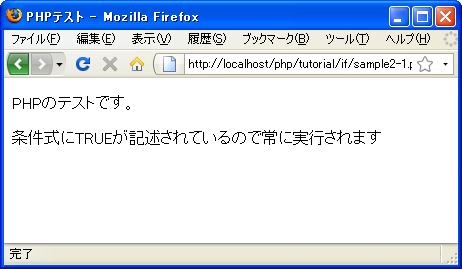 PHPテスト - Mozilla Firefox
ファイル(F) 編集(E) 表示(V) 履歴(S) ブックマーク(B) ツール(T) ヘルプ(H)
http://localhost/php/tutorial/if/sample2-1.p
PHPのテストです。
条件式にTRUEが記述されているので常に実行されます
完了